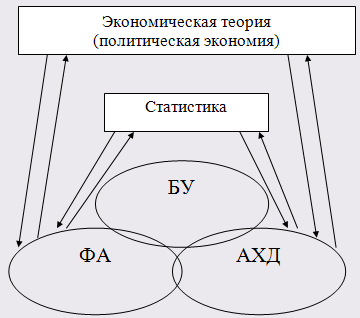 Экономическая теория
(политическая экономия)
Статистика
БУ
ФА
АХД